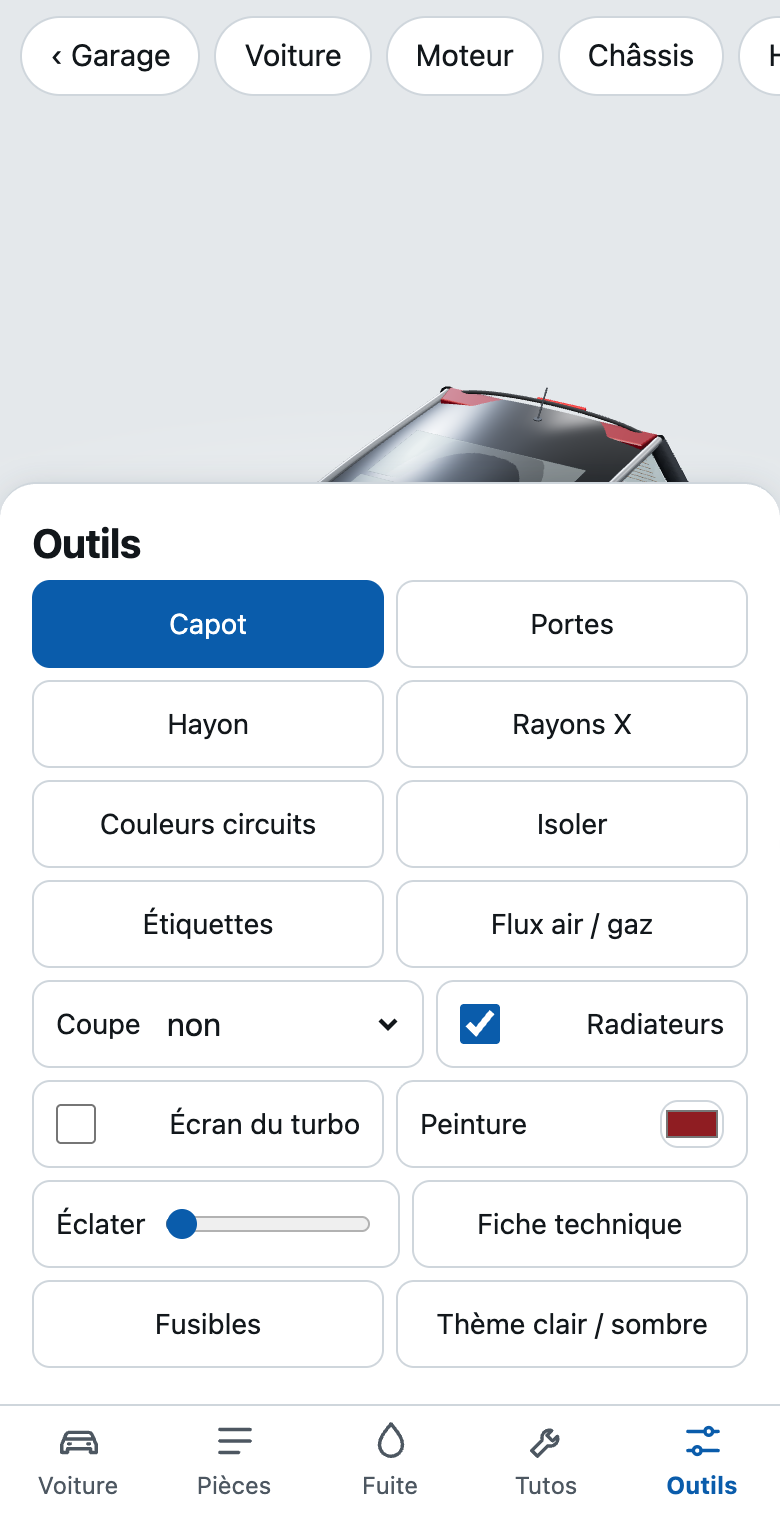 ‹ Garage
Voiture
Moteur
Châssis
Outils
Capot
Portes
Hayon
Rayons X
Couleurs circuits
Isoler
Étiquettes
Flux air / gaz
Coupe non
Radiateurs
Écran du turbo
Peinture
Éclater
Fiche technique
Fusibles
Thème clair / sombre
Voiture
Pièces
Fuite
Tutos
Outils